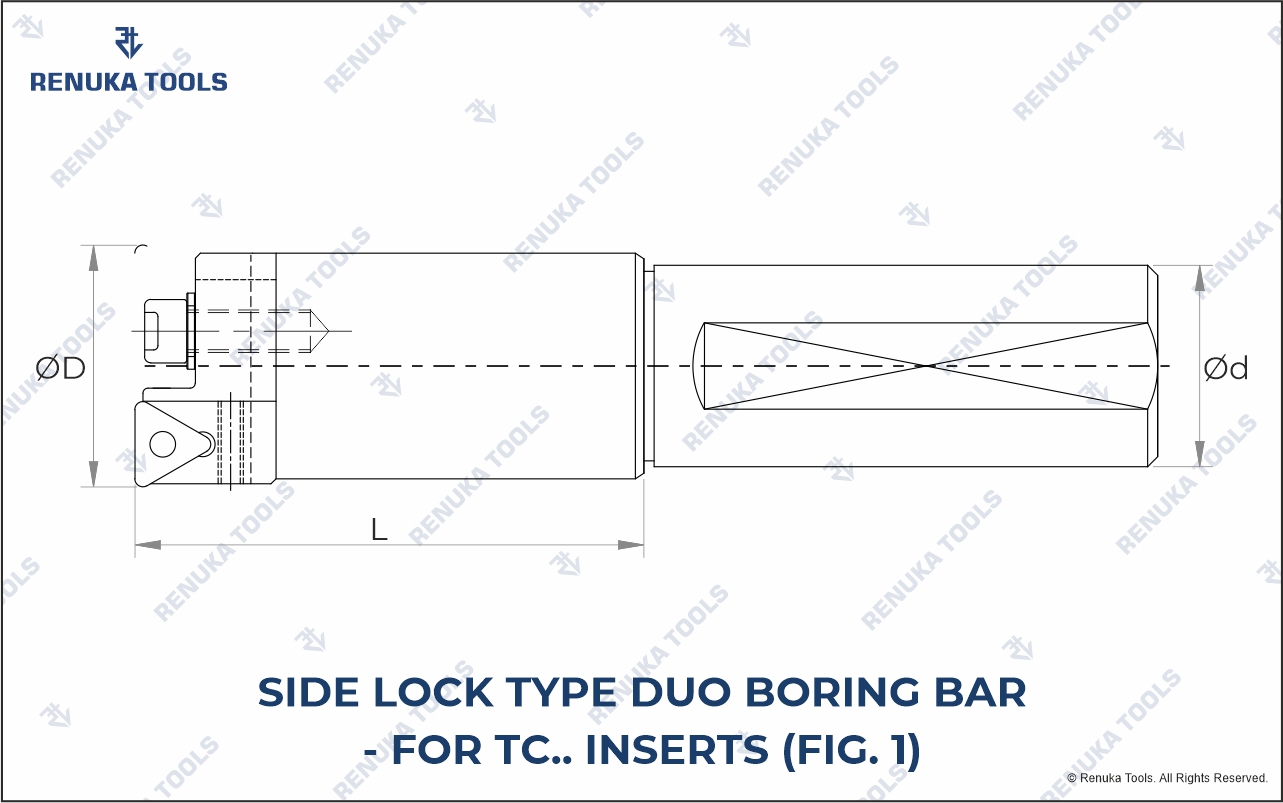 RENUKA TOOLS
ØD
Ød
L
SIDE LOCK TYPE DUO BORING BAR
- FOR TC.. INSERTS (FIG. 1)
© Renuka Tools. All Rights Reserved.